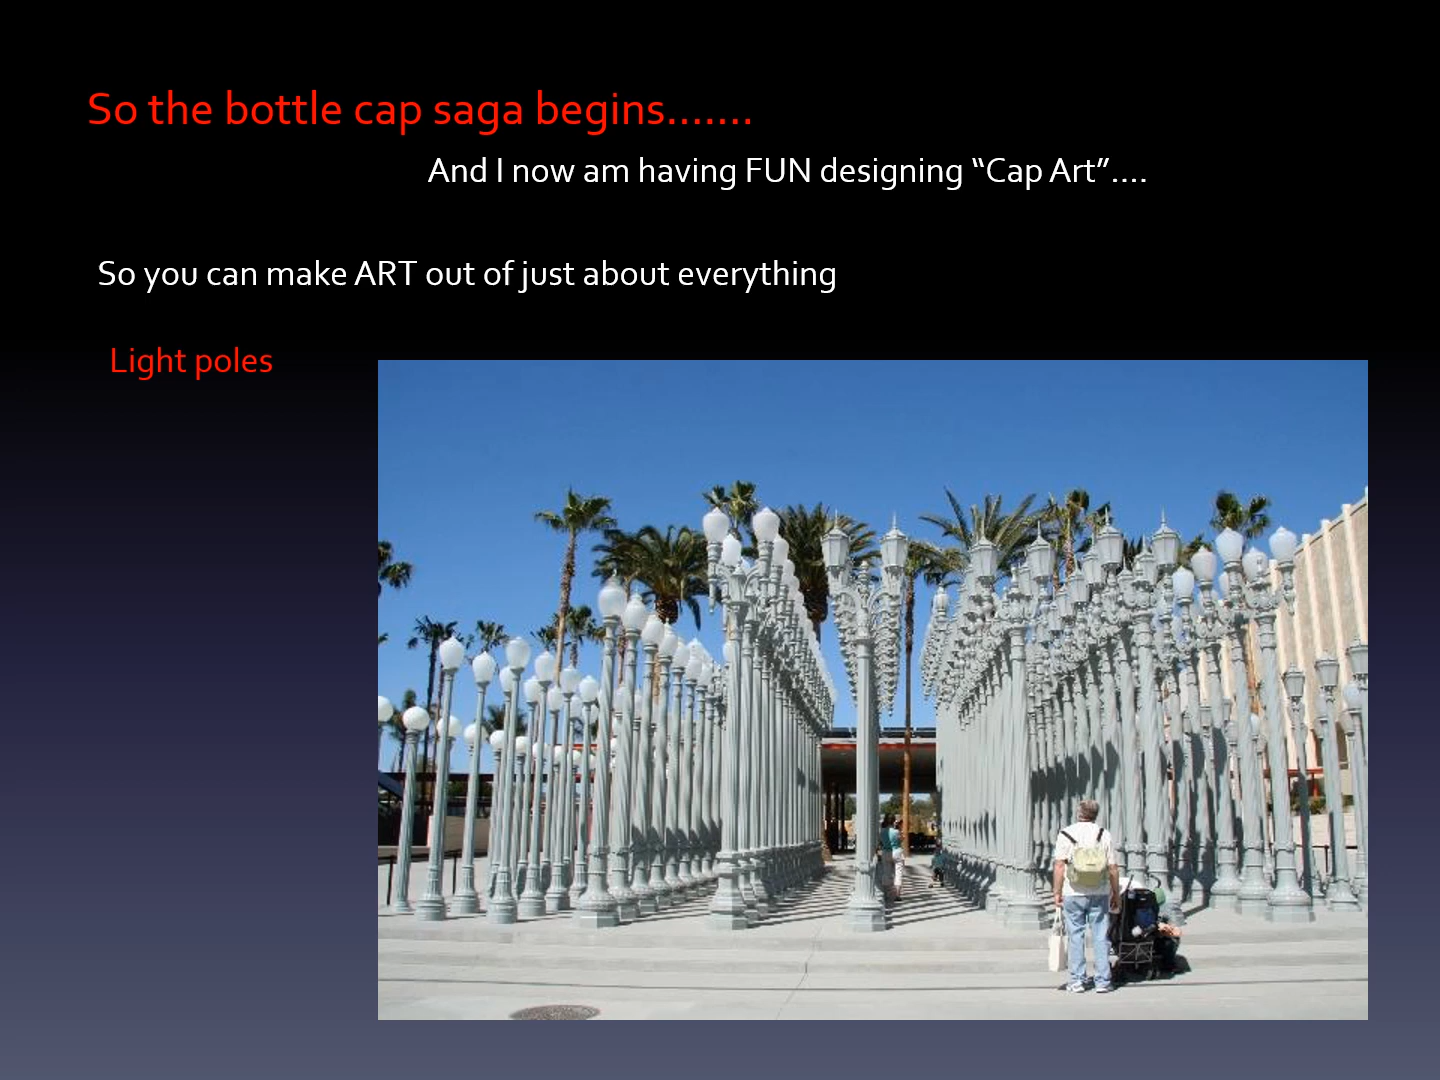 So the bottle cap saga begins…….
And I now am having FUN designing “Cap Art”….
So you can make ART out of just about everything
Light poles